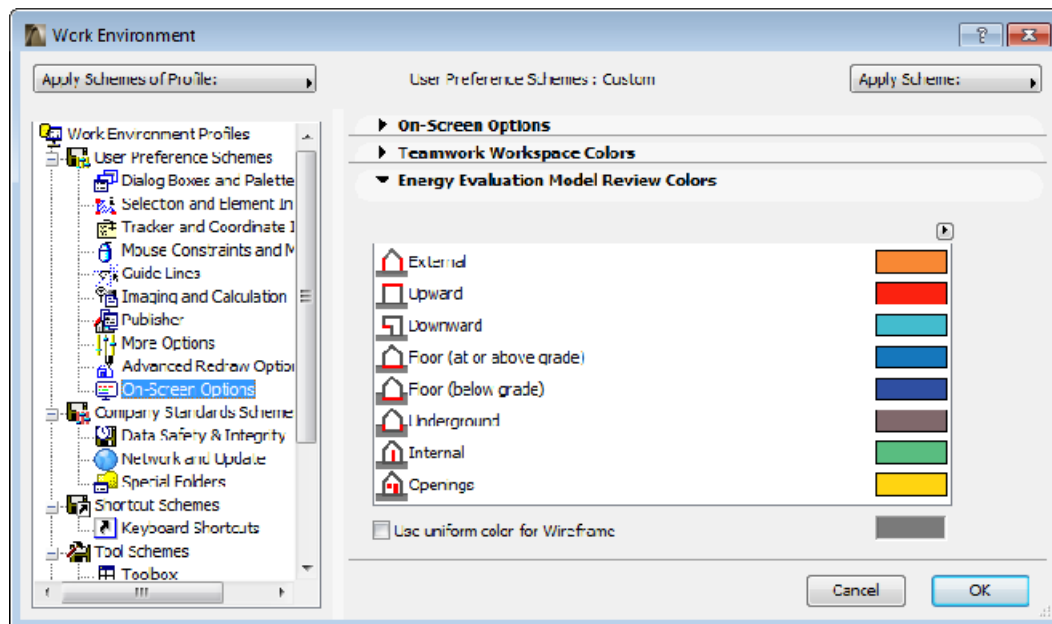 Work Environment
Apply Schemes of Profile:
User Preference Schemes : Custom
Apply Scheme:
Work Environment Profiles
User Preference Schemes
Dialog Boxes and Palette
Selection and Element In
Tracker and Coordinate I
Mouse Constraints and M
Guide Lines
Imaging and Calculation
Publisher
More Options
Advanced Redraw Option
On-Screen Options
Company Standards Scheme
Data Safety & Integrity
Network and Update
Special Folders
Shortcut Schemes
Keyboard Shortcuts
Tool Schemes
Toolbox
On-Screen Options
Teamwork Workspace Colors
Energy Evaluation Model Review Colors
External
Upward
Downward
Floor (at or above grade)
Floor (below grade)
Underground
Internal
Openings
Use uniform color for Wireframe
Cancel
OK